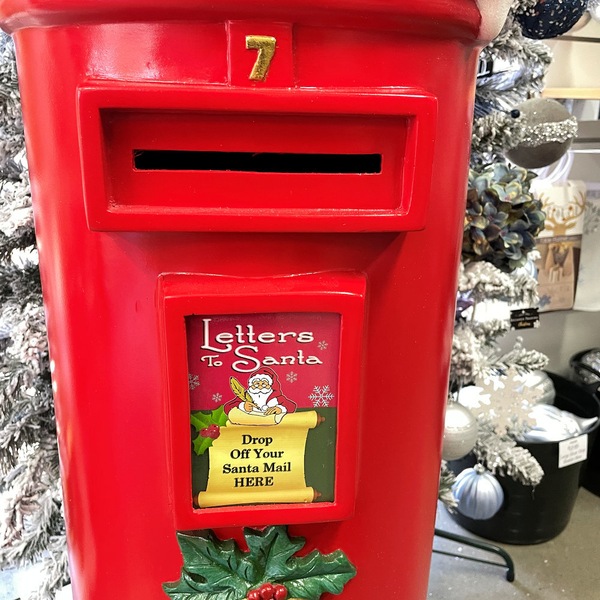 7
Letters
To Santa
Drop
Off Your
Santa Mail
HERE